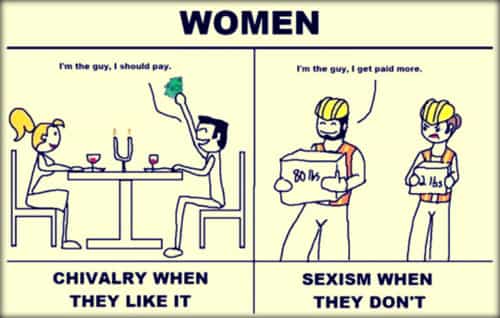 WOMEN
I'm the guy, I should pay.
I'm the guy, I get paid more.
80 lbs
2 lbs
CHIVALRY WHEN
THEY LIKE IT
SEXISM WHEN
THEY DON'T